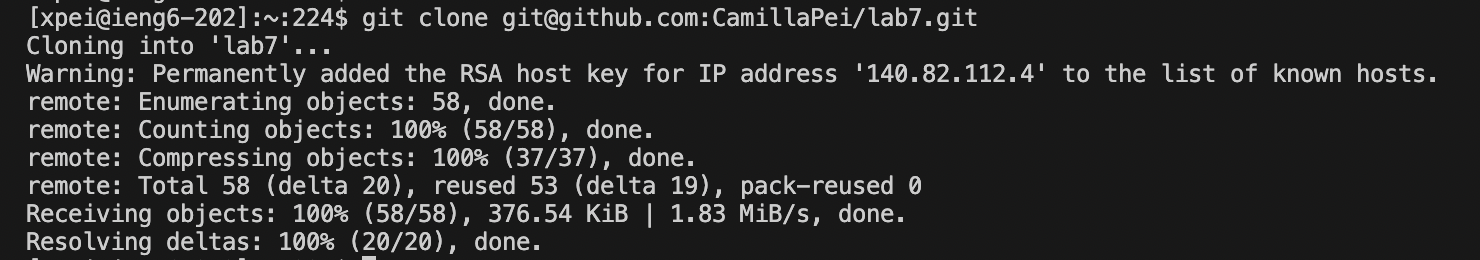 [xpei@ieng6-202]:~:224$ git clone git@github.com:CamillaPei/lab7.git
Cloning into 'lab7'...
Warning: Permanently added the RSA host key for IP address '140.82.112.4' to the list of known hosts.
remote: Enumerating objects: 58, done.
remote: Counting objects: 100% (58/58), done.
remote: Compressing objects: 100% (37/37), done.
remote: Total 58 (delta 20), reused 53 (delta 19), pack-reused 0
Receiving objects: 100% (58/58), 376.54 KiB | 1.83 MiB/s, done.
Resolving deltas: 100% (20/20), done.